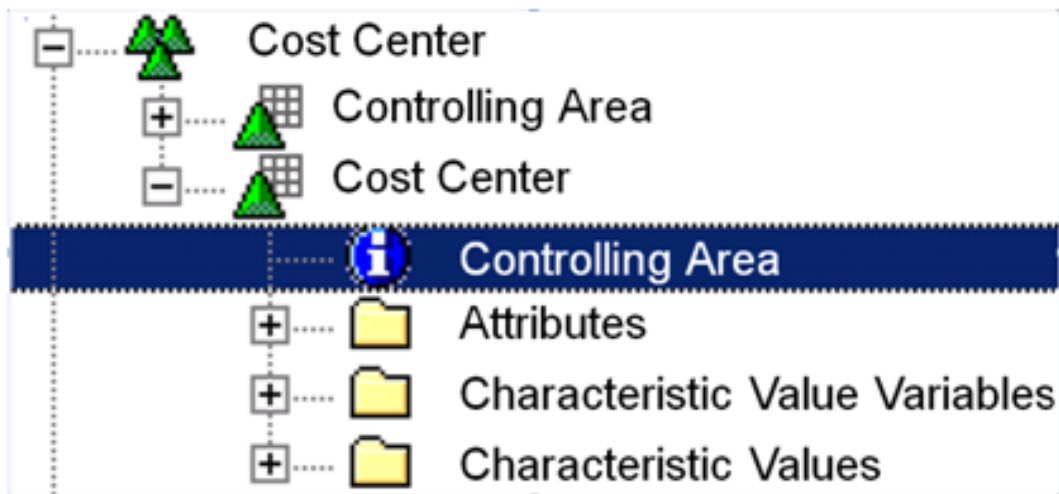 Cost Center
Controlling Area
Cost Center
Controlling Area
Attributes
Characteristic Value Variables
Characteristic Values